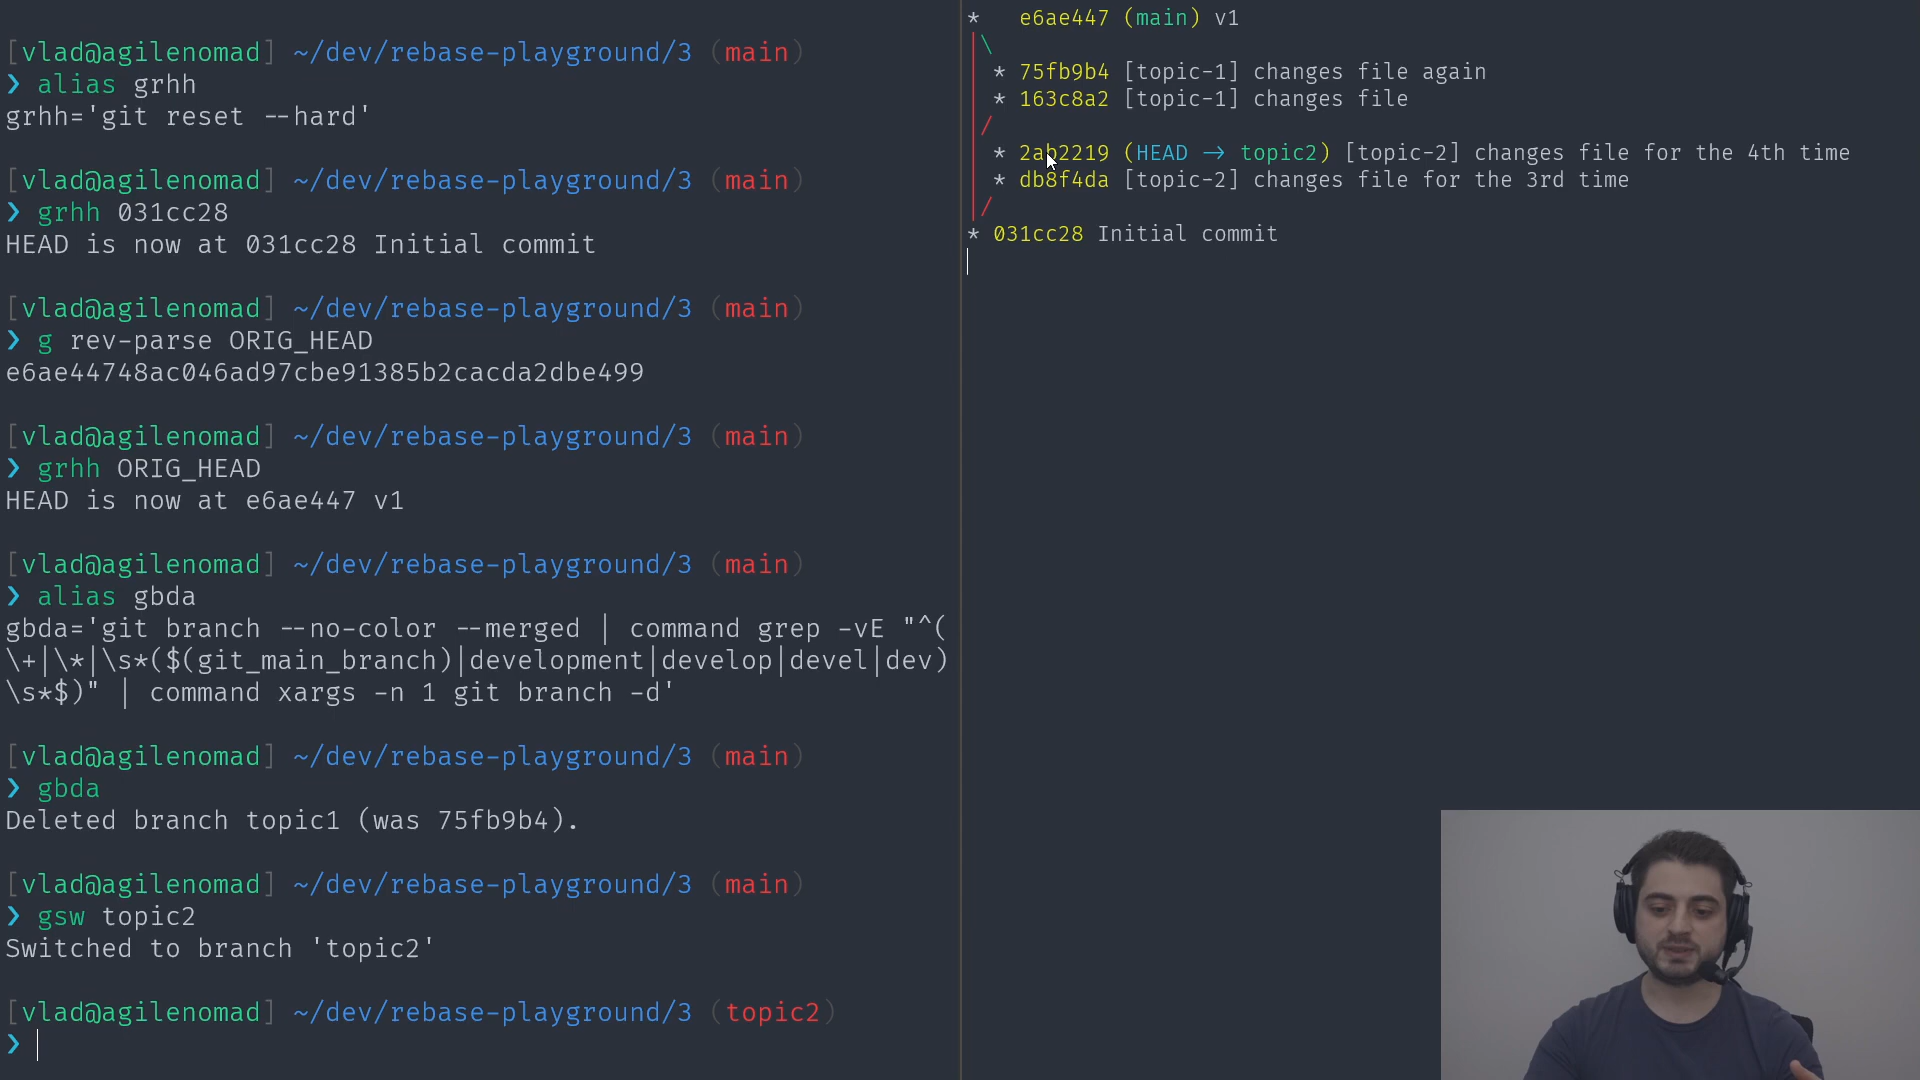 [vlad@agilenomad] ~/dev/rebase-playground/3 (main)
❯ alias grhh
grhh='git reset --hard'
[vlad@agilenomad] ~/dev/rebase-playground/3 (main)
❯ grhh 031cc28
HEAD is now at 031cc28 Initial commit
[vlad@agilenomad] ~/dev/rebase-playground/3 (main)
❯ g rev-parse ORIG_HEAD
e6ae44748ac046ad97cbe91385b2cacda2dbe499
[vlad@agilenomad] ~/dev/rebase-playground/3 (main)
❯ grhh ORIG_HEAD
HEAD is now at e6ae447 v1
[vlad@agilenomad] ~/dev/rebase-playground/3 (main)
❯ alias gbda
gbda='git branch --no-color --merged | command grep -vE "^(
\+|\*|\s*($(git_main_branch)|development|develop|devel|dev)
\s*$)" | command xargs -n 1 git branch -d'
[vlad@agilenomad] ~/dev/rebase-playground/3 (main)
❯ gbda
Deleted branch topic1 (was 75fb9b4).
[vlad@agilenomad] ~/dev/rebase-playground/3 (main)
❯ gsw topic2
Switched to branch 'topic2'
[vlad@agilenomad] ~/dev/rebase-playground/3 (topic2)
❯
*   e6ae447 (main) v1
|\
| * 75fb9b4 [topic-1] changes file again
| * 163c8a2 [topic-1] changes file
|/
| * 2ab2219 (HEAD -> topic2) [topic-2] changes file for the 4th time
| * db8f4da [topic-2] changes file for the 3rd time
|/
* 031cc28 Initial commit